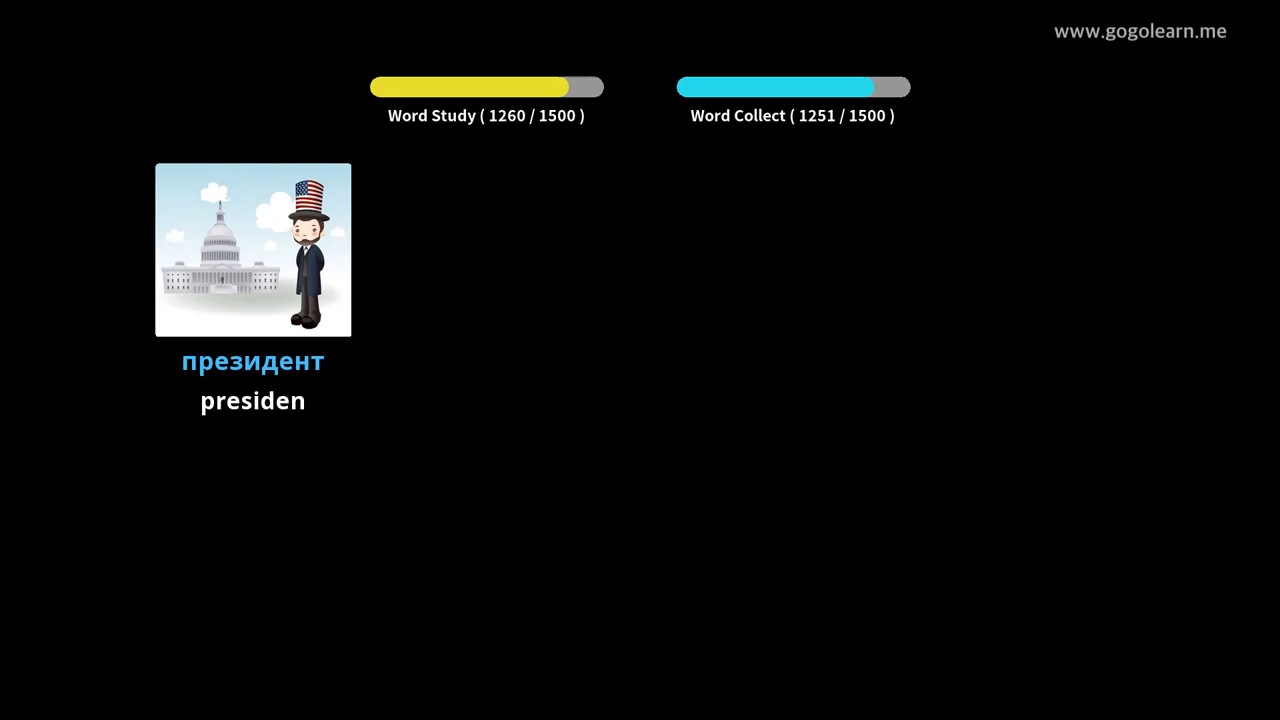 www.gogolearn.me
Word Study ( 1260 / 1500 )
Word Collect ( 1251 / 1500 )
президент
presiden